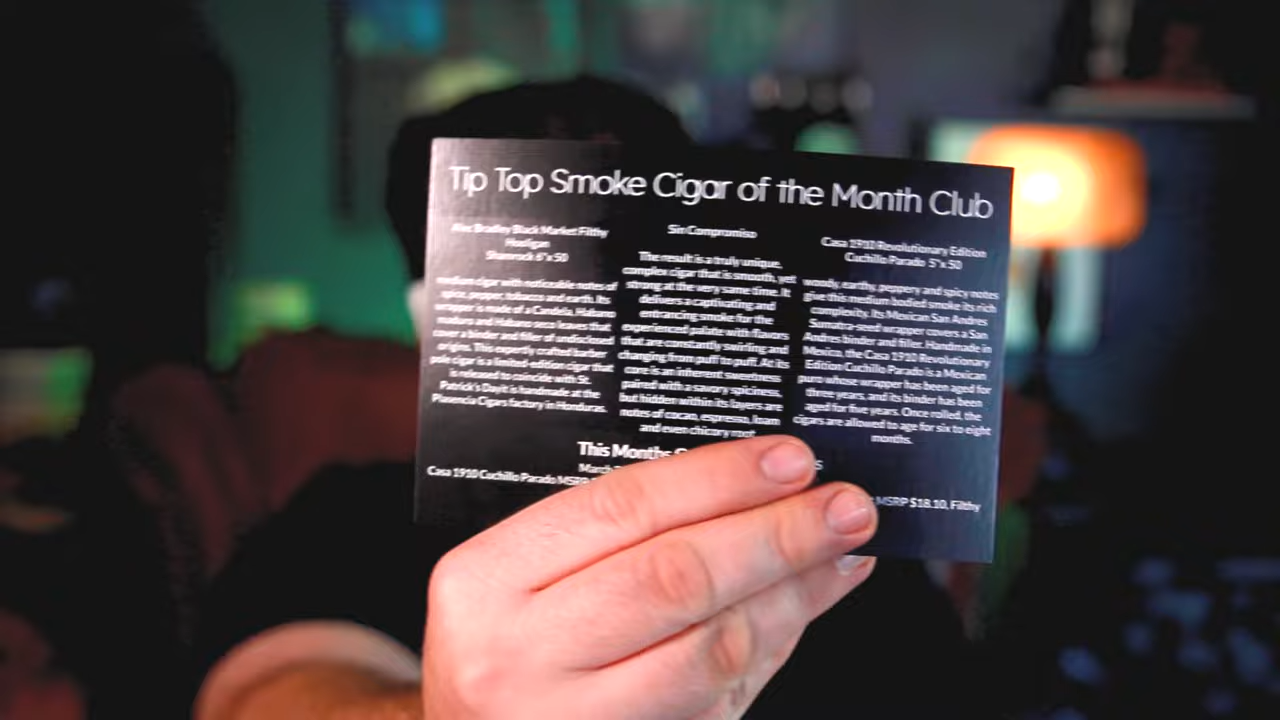 Tip Top Smoke Cigar of the Month Club
Alec Bradley Black Market Filthy
Hooligan
Shamrock 6"x 50
medium cigar with noticeable notes of
spice, pepper, tobacco and earth. Its
wrapper is made of a Candela, Habano
and Habano seco leaves that
cover a binder and filler of undisclosed
origins. This expertly crafted barber
pole cigar is a limited-edition cigar that
is released to coincide with St.
Patrick's Day.It is handmade at the
Plasencia Cigars factory in Honduras.
Sin Compromiso
The result is a truly unique,
complex cigar that is smooth, yet
strong at the very same time. It
delivers a captivating and
entrancing smoke for the
experienced palate with flavors
that are constantly avoiding and
changing from puff to puff. At its
core is an inherent sweetness
paired with a savory spiciness,
but hidden within its layers are
notes of cocoa, espresso, loam
and even chicory root.
Casa 1910 Revolutionary Edition
Cuchillo Parado 5"x 50
woody, earthy, peppery and spicy notes
give this medium bodied smoke its rich
complexity. Its Mexican San Andres
Sumatra-seed wrapper covers a San
Andres binder and filler. Handmade in
Mexico, the Casa 1910 Revolutionary
Edition Cuchillo Parado is a Mexican
puro whose wrapper has been aged for
three years, and its binder has been
aged for five years. Once rolled, the
cigars are allowed to age for six to eight
months.
This Months
March
Casa 1910 Cuchillo Parado MSRP
MSRP $18.10, Filthy